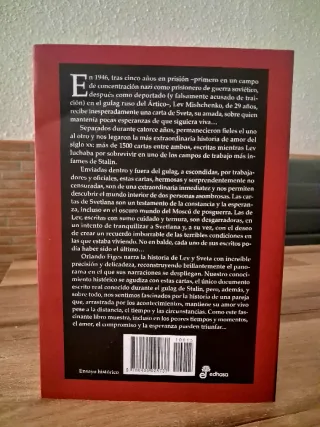 En 1946, tras cinco años en prisión –primero en un campo
de concentración nazi como prisionero de guerra soviético,
después como deportado (y falsamente acusado de trai-
ción) en el gulag ruso del Ártico–, Lev Mishchenko, de 29 años,
recibe inesperadamente una carta de Sveta, su amada, sobre quien
mantenía pocas esperanzas de que siguiera viva…
Separados durante catorce años, permanecieron fieles el uno
al otro y nos legaron la más extraordinaria historia de amor del
siglo xx: más de 1500 cartas entre ambos, escritas mientras Lev
luchaba por sobrevivir en uno de los campos de trabajo más in-
fames de Stalin.
Enviadas dentro y fuera del gulag, a escondidas, por trabaja-
dores y oficiales, estas cartas, hermosas y sorprendentemente no
censuradas, son de una extraordinaria inmediatez y nos permiten
descubrir el mundo interior de dos personas asombrosas. Las car-
tas de Svetlana son un testamento de la constancia y la esperan-
za, incluso en el oscuro mundo del Moscú de posguerra. Las de
Lev, escritas con sumo cuidado y ternura, son desgarradoras, en
un intento de tranquilizar a Svetlana y, a su vez, con el deseo
de crear un recuerdo imborrable de las terribles condiciones en
las que estaba viviendo. No en balde, cada uno de sus escritos po-
día haber sido el último…
Orlando Figes narra la historia de Lev y Sveta con increíble
precisión y delicadeza, reconstruyendo brillantemente el pano-
rama en el que sus narraciones se despliegan. Nuestro conoci-
miento histórico se agudiza con estas cartas, el único documento
escrito real conocido durante el gulag de Stalin, pero, además, y
sobre todo, nos sentimos fascinados por la historia de una pareja
que, arrastrada por los acontecimientos, mantuvo su amor vivo
pese a la distancia, el tiempo y las circunstancias. Como este fas-
cinante libro muestra, incluso en los peores tiempos y momentos,
el amor, el compromiso y la esperanza pueden triunfar…
Ensayo histórico
edhasa